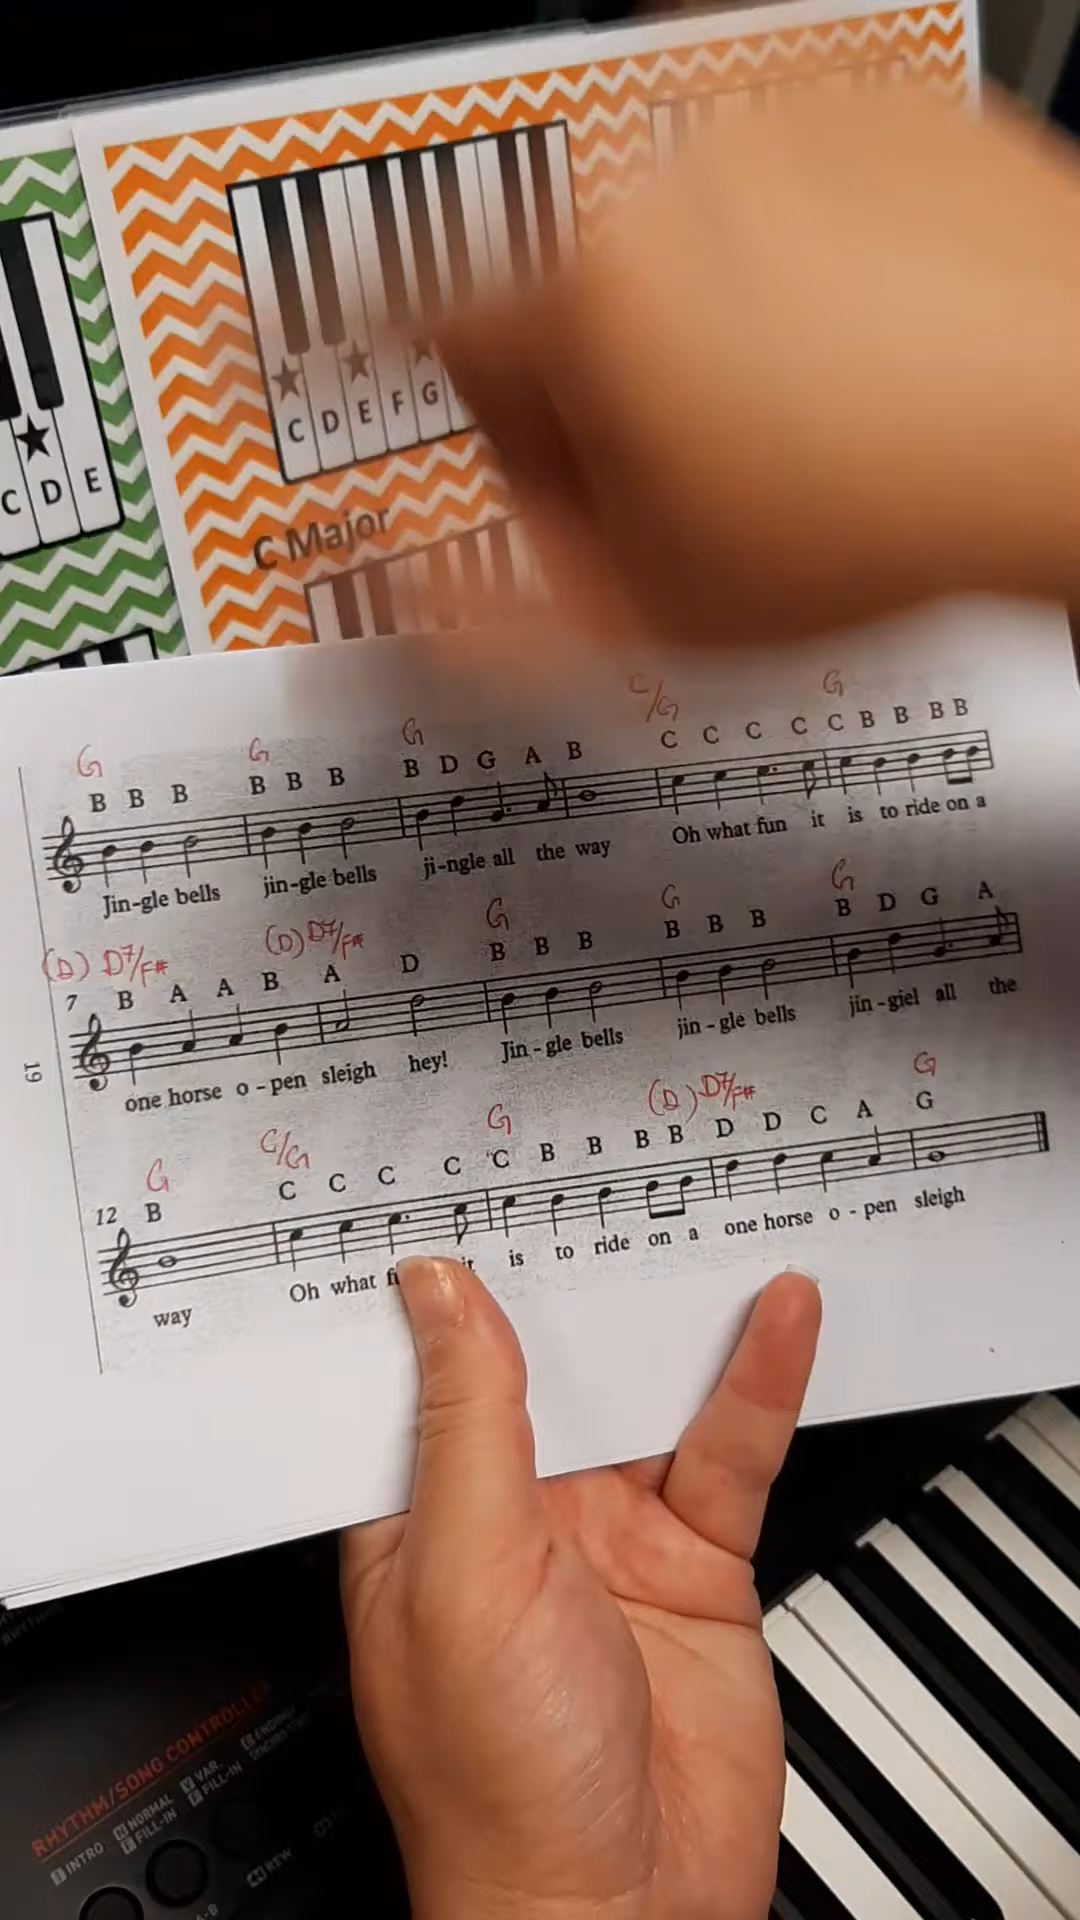 C D E
C D E F G
C Major
G G G C/G G
B B B B B B B D G A B C C C C C B B B B
Jin-gle bells jin-gle bells ji-ngle all the way Oh what fun it is to ride on a
(D) D7/F# (D) D7/F# G G G
7 B A A B A D B B B B B B B D G A
one horse o - pen sleigh hey! Jin - gle bells jin - gle bells jin - giel all the
19
G C/G G (D) D7/F# G
12 B C C C C C B B B B D D C A G
way Oh what it is to ride on a one horse o - pen sleigh
RHYTHM/SONG CONTROLLER
INTRO NORMAL FILL-IN VAR. FILL-IN ENDING/
REW
A-B